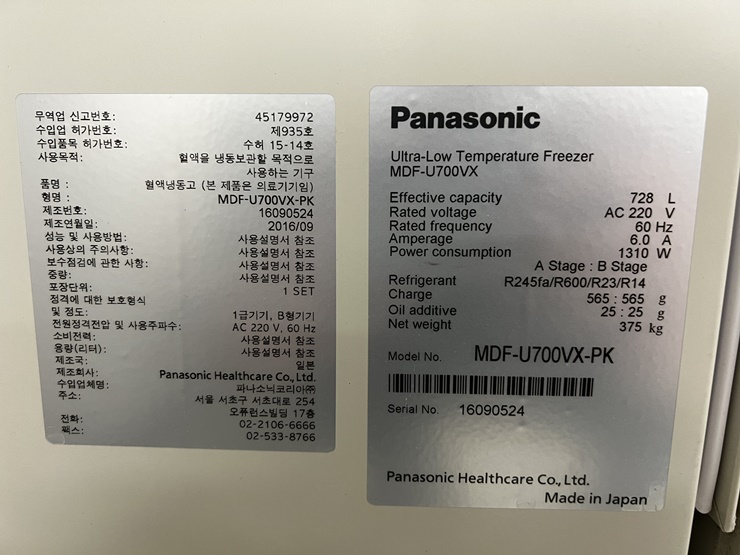 무역업 신고번호: 45179972
수입업 허가번호: 제935호
수입품목 허가번호: 수허 15-14호
사용목적: 혈액을 냉동보관할 목적으로
사용하는 기구
품명 : 혈액냉동고 (본 제품은 의료기기임)
형명 : MDF-U700VX-PK
제조번호: 16090524
제조연월일: 2016/09
성능 및 사용방법: 사용설명서 참조
사용상의 주의사항: 사용설명서 참조
보수점검에 관한 사항: 사용설명서 참조
중량: 사용설명서 참조
포장단위: 1 SET
정격에 대한 보호형식
및 정도: 1급기기, B형기기
전원정격전압 및 사용주파수: AC 220 V, 60 Hz
소비전력: 사용설명서 참조
용량(리터): 사용설명서 참조
제조국: 일본
제조회사: Panasonic Healthcare Co., Ltd.
수입업체명: 파나소닉코리아㈜
주소: 서울 서초구 서초대로 254
오퓨런스빌딩 17층
전화: 02-2106-6666
팩스: 02-533-8766
Panasonic
Ultra-Low Temperature Freezer
MDF-U700VX
Effective capacity 728 L
Rated voltage AC 220 V
Rated frequency 60 Hz
Amperage 6.0 A
Power consumption 1310 W
A Stage : B Stage
Refrigerant R245fa/R600/R23/R14
Charge 565 : 565 g
Oil additive 25 : 25 g
Net weight 375 kg
Model No. MDF-U700VX-PK
Serial No. 16090524
Panasonic Healthcare Co., Ltd.
Made in Japan